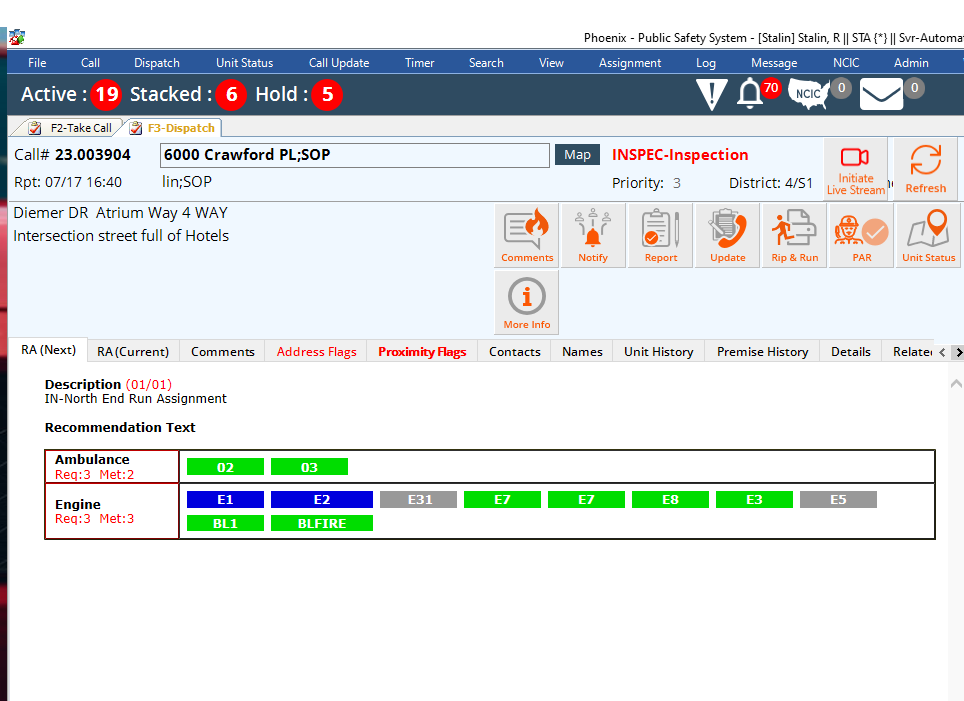 Phoenix - Public Safety System - [Stalin] Stalin, R || STA {*} || Svr-Automa
File Call Dispatch Unit Status Call Update Timer Search View Assignment Log Message NCIC Admin
Active : 19 Stacked : 6 Hold : 5 70 NCIC 0 0
F2-Take Call F3-Dispatch
Call# 23.003904 6000 Crawford PL;SOP Map INSPEC-Inspection
Rpt: 07/17 16:40 lin;SOP Priority: 3 District: 4/S1
Initiate
Live Stream
Refresh
Diemer DR Atrium Way 4 WAY
Intersection street full of Hotels
Comments Notify Report Update Rip & Run PAR Unit Status
More Info
RA (Next) RA (Current) Comments Address Flags Proximity Flags Contacts Names Unit History Premise History Details Relate
Description (01/01)
IN-North End Run Assignment
Recommendation Text
Ambulance
Req:3 Met:2
02 03
Engine
Req:3 Met:3
E1 E2 E31 E7 E7 E8 E3 E5
BL1 BLFIRE